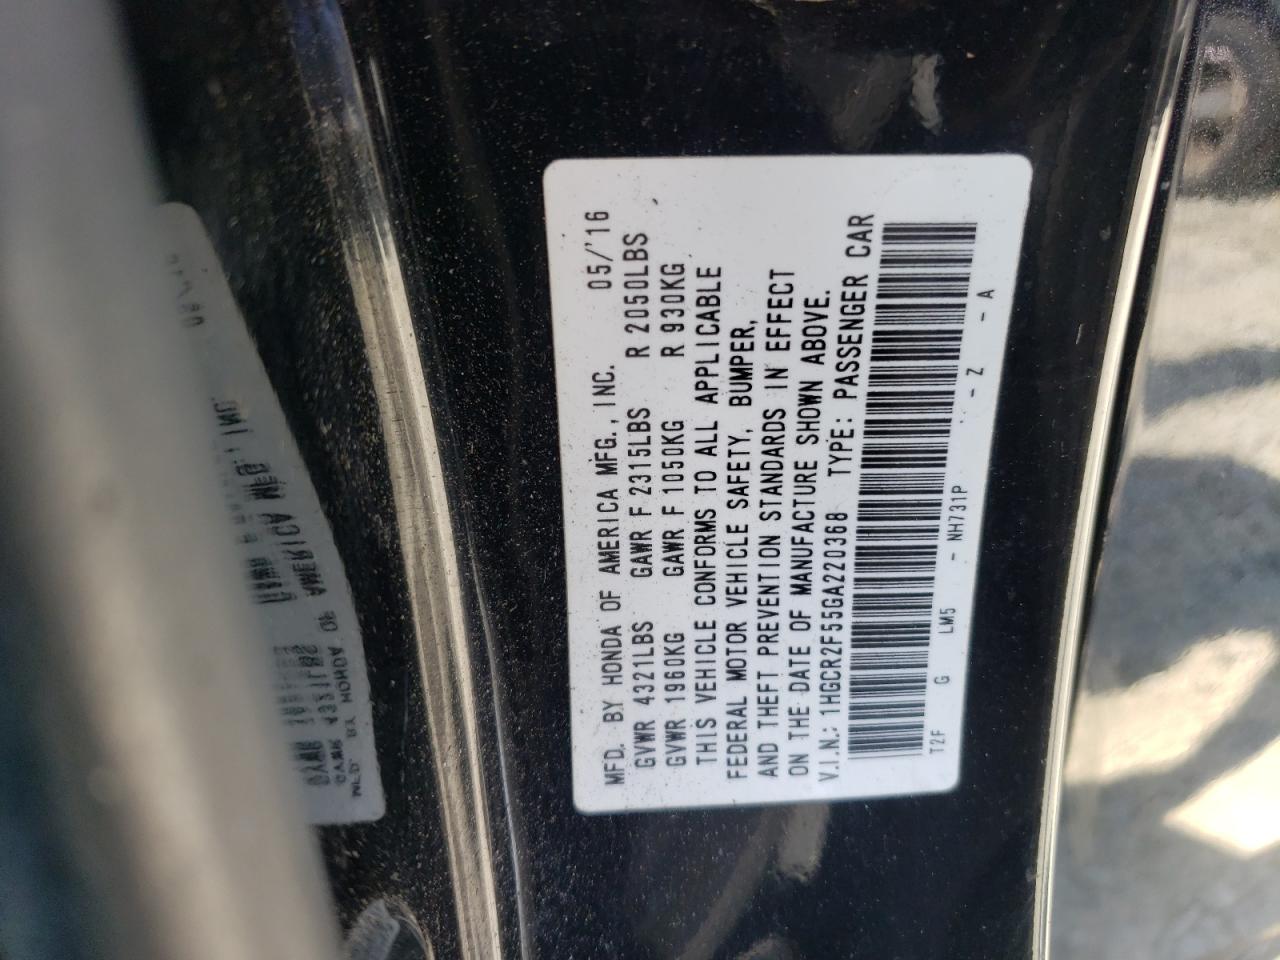 MFD. BY HONDA OF AMERICA MFG., INC. 05/'16
GVWR 4321LBS GAWR F 2315LBS R 2050LBS
GVWR 1960KG GAWR F 1050KG R 930KG
THIS VEHICLE CONFORMS TO ALL APPLICABLE
FEDERAL MOTOR VEHICLE SAFETY, BUMPER,
AND THEFT PREVENTION STANDARDS IN EFFECT
ON THE DATE OF MANUFACTURE SHOWN ABOVE.
V.I.N.: 1HGCR2F55GA220368 TYPE: PASSENGER CAR
T2F G LM5 - NH731P - Z - A